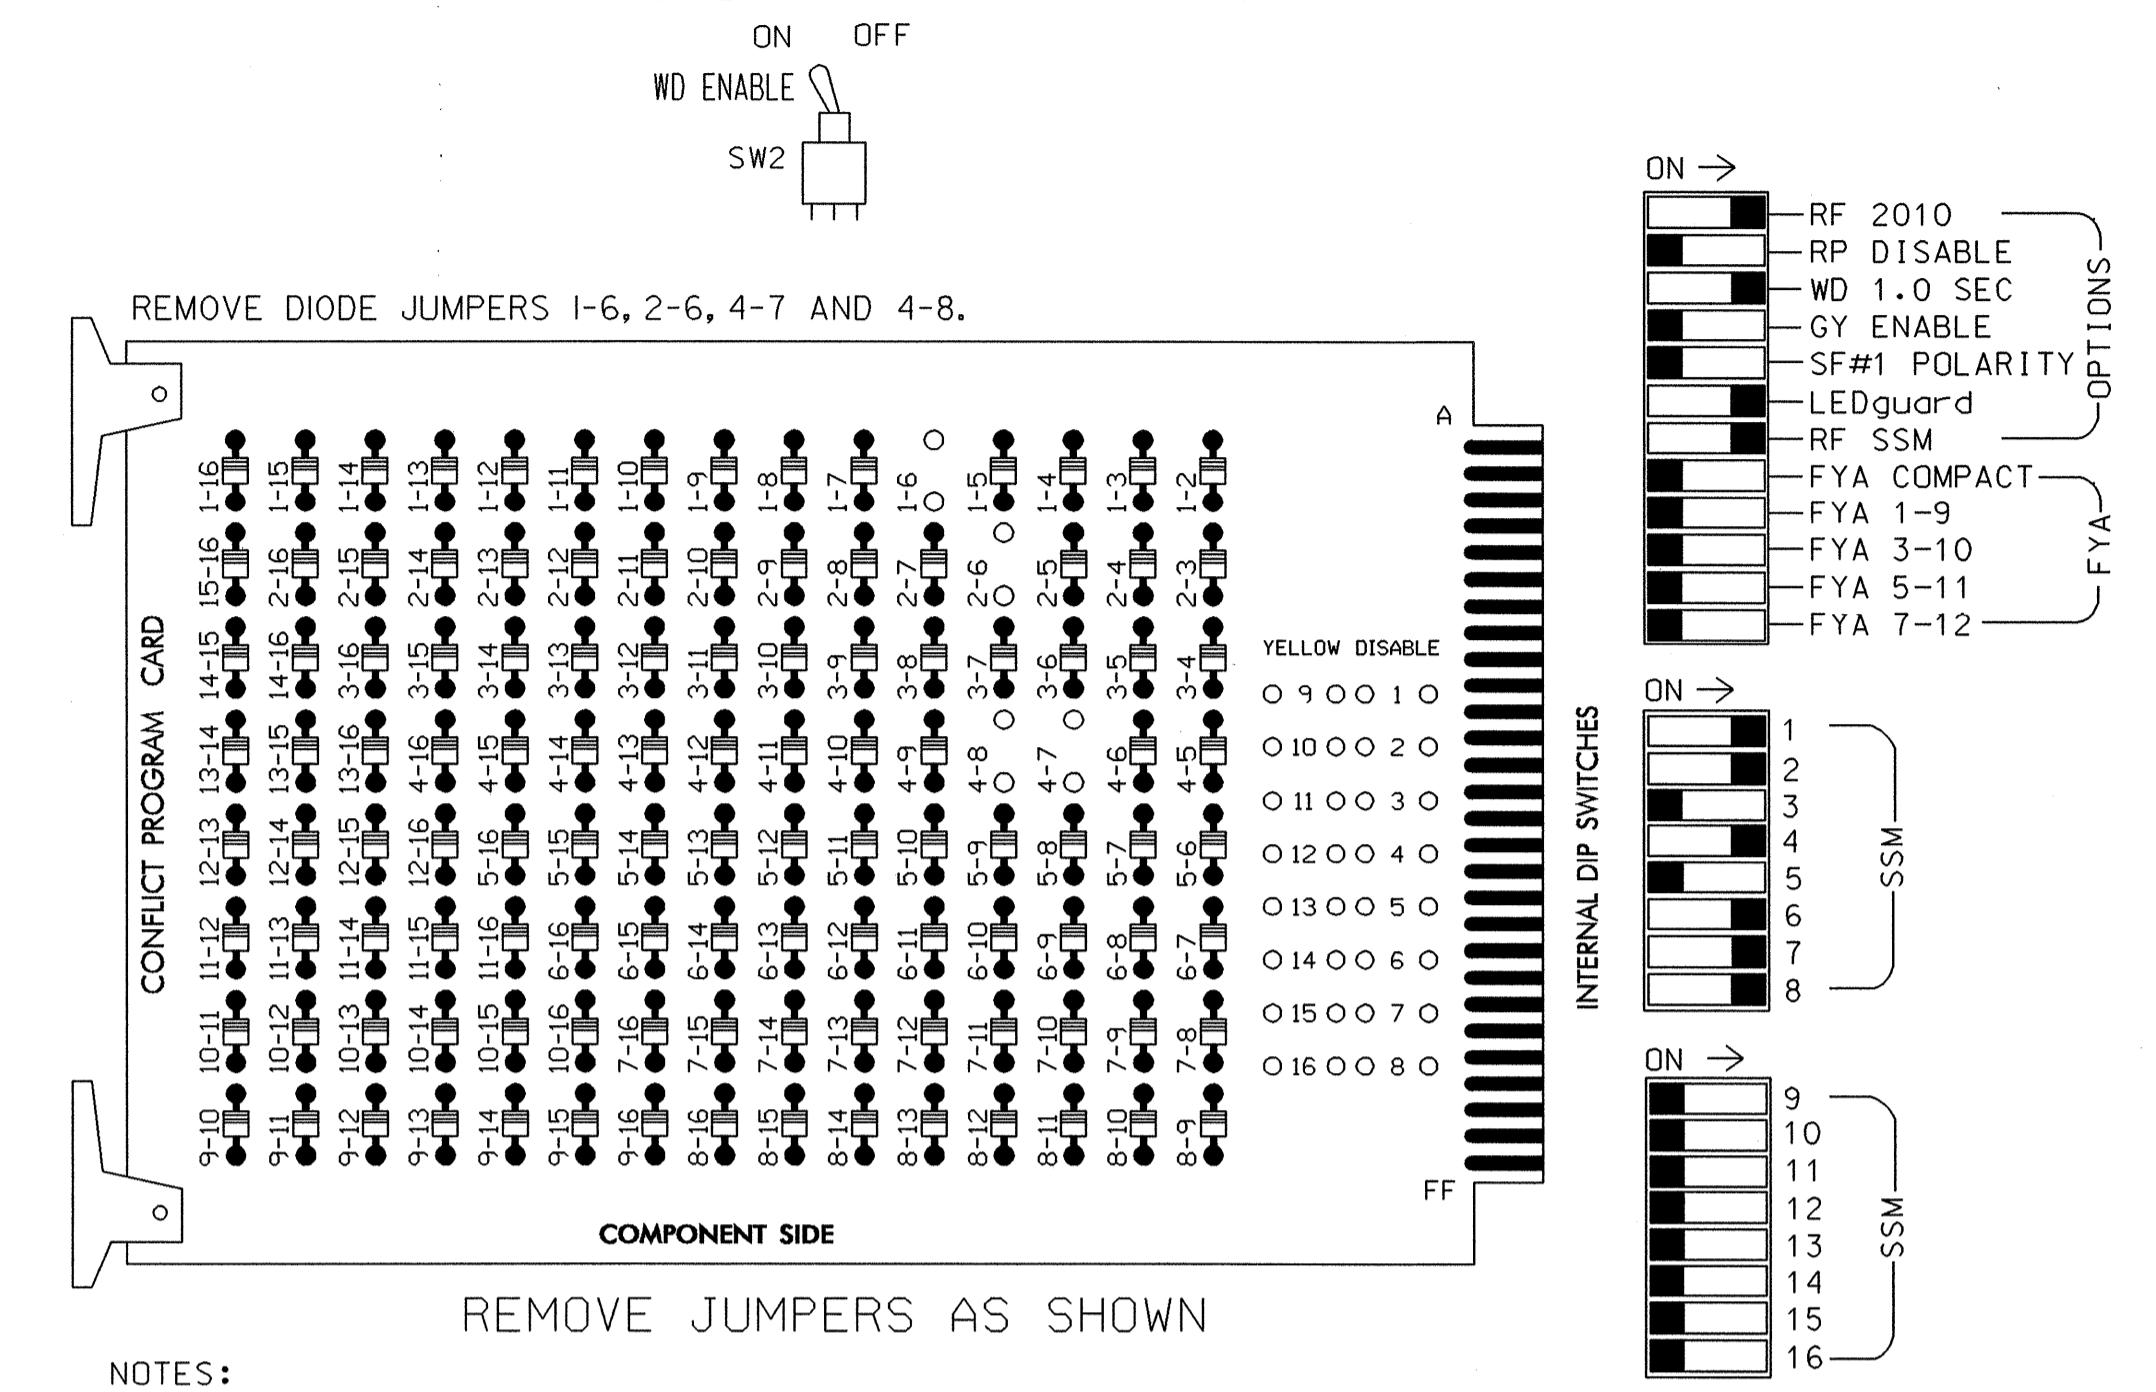 ON OFF
WD ENABLE
SW2
REMOVE DIODE JUMPERS 1-6, 2-6, 4-7 AND 4-8.
CONFLICT PROGRAM CARD
A
1-16 1-15 1-14 1-13 1-12 1-11 1-10 1-9 1-8 1-7 1-6 1-5 1-4 1-3 1-2
15-16 2-16 2-15 2-14 2-13 2-12 2-11 2-10 2-9 2-8 2-7 2-6 2-5 2-4 2-3
14-15 14-16 3-16 3-15 3-14 3-13 3-12 3-11 3-10 3-9 3-8 3-7 3-6 3-5 3-4
13-14 13-15 13-16 4-16 4-15 4-14 4-13 4-12 4-11 4-10 4-9 4-8 4-7 4-6 4-5
12-13 12-14 12-15 12-16 5-16 5-15 5-14 5-13 5-12 5-11 5-10 5-9 5-8 5-7 5-6
11-12 11-13 11-14 11-15 11-16 6-16 6-15 6-14 6-13 6-12 6-11 6-10 6-9 6-8 6-7
10-11 10-12 10-13 10-14 10-15 10-16 7-16 7-15 7-14 7-13 7-12 7-11 7-10 7-9 7-8
9-10 9-11 9-12 9-13 9-14 9-15 9-16 8-16 8-15 8-14 8-13 8-12 8-11 8-10 8-9
YELLOW DISABLE
9 1
10 2
11 3
12 4
13 5
14 6
15 7
16 8
FF
COMPONENT SIDE
REMOVE JUMPERS AS SHOWN
NOTES:
INTERNAL DIP SWITCHES
ON
RF 2010
RP DISABLE
WD 1.0 SEC
GY ENABLE
SF#1 POLARITY
LEDguard
RF SSM
OPTIONS
FYA COMPACT
FYA 1-9
FYA 3-10
FYA 5-11
FYA 7-12
FYA
ON
1
2
3
4
5
6
7
8
SSM
ON
9
10
11
12
13
14
15
16
SSM